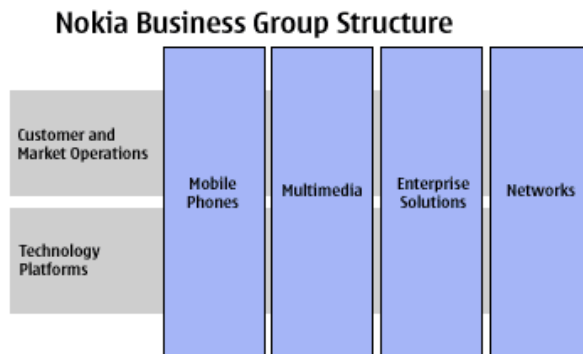 Nokia Business Group Structure
Customer and
Market Operations
Mobile
Phones
Multimedia
Enterprise
Solutions
Networks
Technology
Platforms